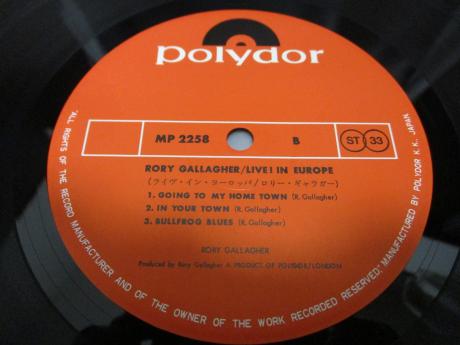 polydor
MP 2258 B ST 33
RORY GALLAGHER/LIVE! IN EUROPE
(ライヴ・イン・ヨーロッパ/ロリー・ギャラガー)
1. GOING TO MY HOME TOWN (R. Gallagher)
2. IN YOUR TOWN (R. Gallagher)
3. BULLFROG BLUES (R. Gallagher)
RORY GALLAGHER
Produced by Rory Gallagher A PRODUCT OF POLYDOR/LONDON
ALL RIGHTS OF THE RECORD MANUFACTURER AND OF THE OWNER OF THE WORK RECORDED RESERVED; MANUFACTURED BY POLYDOR K.K. JAPAN.